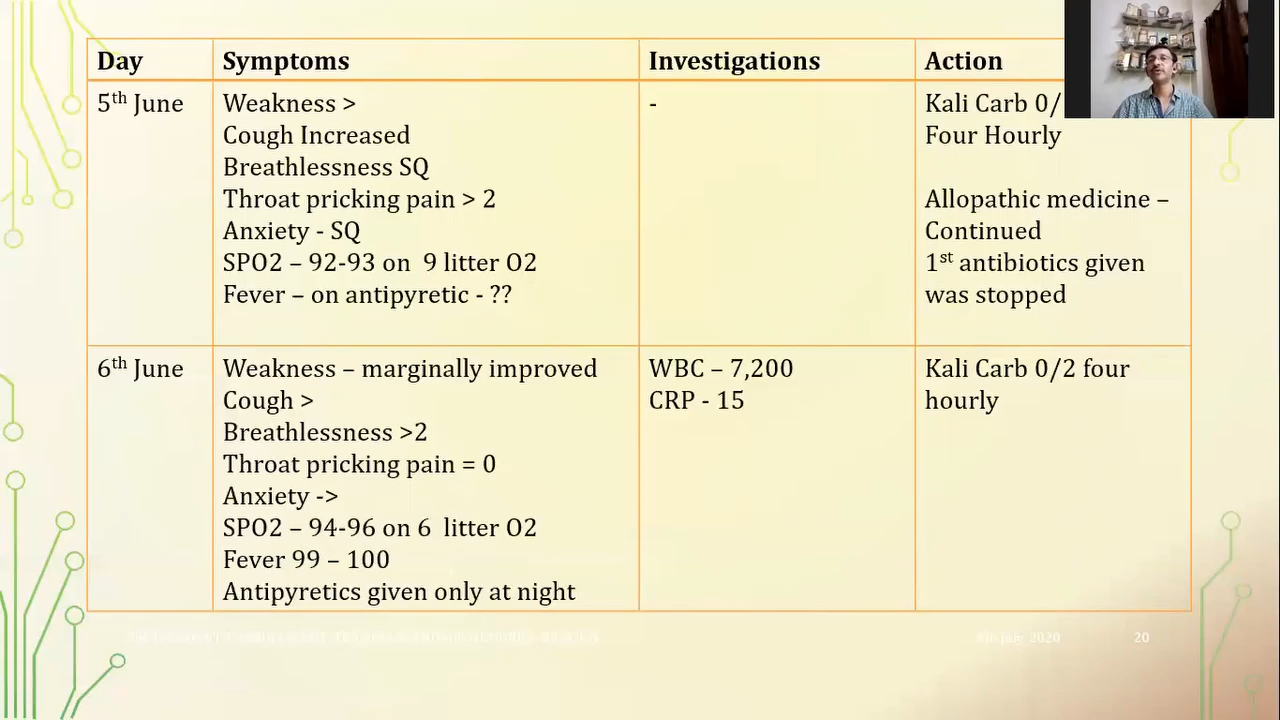 Day Symptoms Investigations Action
5th June
Weakness >
Cough Increased
Breathlessness SQ
Throat pricking pain > 2
Anxiety - SQ
SPO2 – 92-93 on 9 litter O2
Fever – on antipyretic - ??
-
Kali Carb 0/
Four Hourly
Allopathic medicine –
Continued
1st antibiotics given
was stopped
6th June
Weakness – marginally improved
Cough >
Breathlessness >2
Throat pricking pain = 0
Anxiety ->
SPO2 – 94-96 on 6 litter O2
Fever 99 – 100
Antipyretics given only at night
WBC – 7,200
CRP - 15
Kali Carb 0/2 four
hourly
July 2020
20